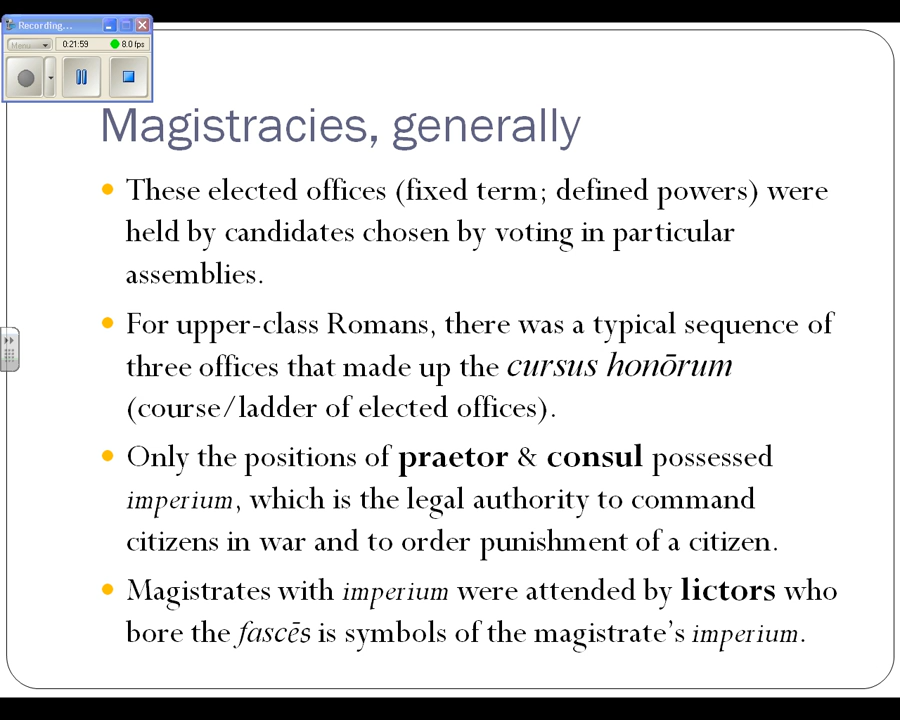 Recording...
Menu
0:21:59
8.0 fps
Magistracies, generally
These elected offices (fixed term; defined powers) were
held by candidates chosen by voting in particular
assemblies.
For upper-class Romans, there was a typical sequence of
three offices that made up the cursus honōrum
(course/ladder of elected offices).
Only the positions of praetor & consul possessed
imperium, which is the legal authority to command
citizens in war and to order punishment of a citizen.
Magistrates with imperium were attended by lictors who
bore the fascēs is symbols of the magistrate's imperium.